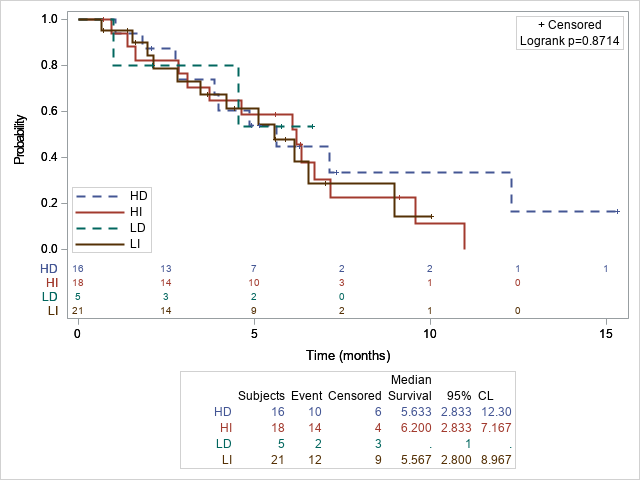 + Censored
Logrank p=0.8714
Probability
1.0
0.8
0.6
0.4
0.2
0.0
HD
HI
LD
LI
HD 16 13 7 2 2 1 1
HI 18 14 10 3 1 0
LD 5 3 2 0
LI 21 14 9 2 1 0
0 5 10 15
Time (months)
Median
Subjects Event Censored Survival 95% CL
HD 16 10 6 5.633 2.833 12.30
HI 18 14 4 6.200 2.833 7.167
LD 5 2 3 . 1 .
LI 21 12 9 5.567 2.800 8.967